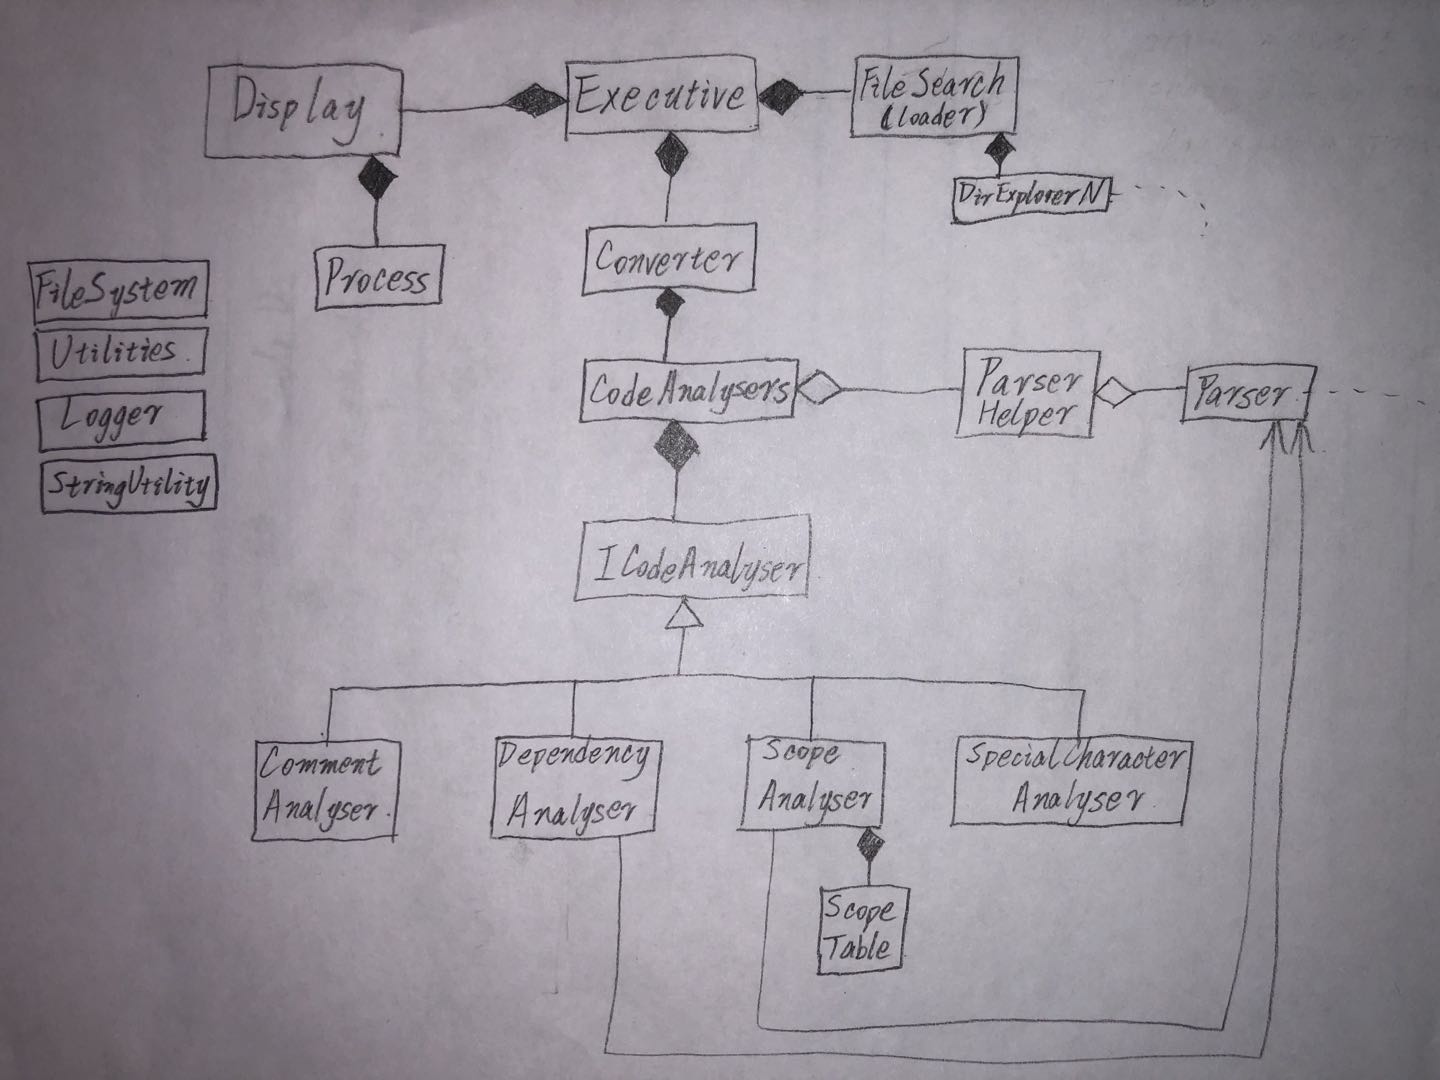 Display
Executive
FileSearch
(loader)
DirExplorerN
Process
Converter
FileSystem
Utilities
Logger
StringUtility
CodeAnalysers
Parser
Helper
Parser
ICodeAnalyser
Comment
Analyser
Dependency
Analyser
Scope
Analyser
SpecialCharacter
Analyser
Scope
Table